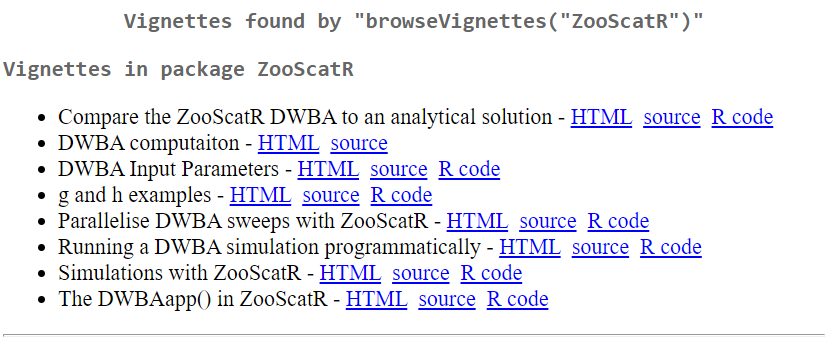 Vignettes found by "browseVignettes("ZooScatR")"
Vignettes in package ZooScatR
• Compare the ZooScatR DWBA to an analytical solution - HTML source R code
• DWBA computaiton - HTML source
• DWBA Input Parameters - HTML source R code
• g and h examples - HTML source R code
• Parallelise DWBA sweeps with ZooScatR - HTML source R code
• Running a DWBA simulation programmatically - HTML source R code
• Simulations with ZooScatR - HTML source R code
• The DWBAapp() in ZooScatR - HTML source R code